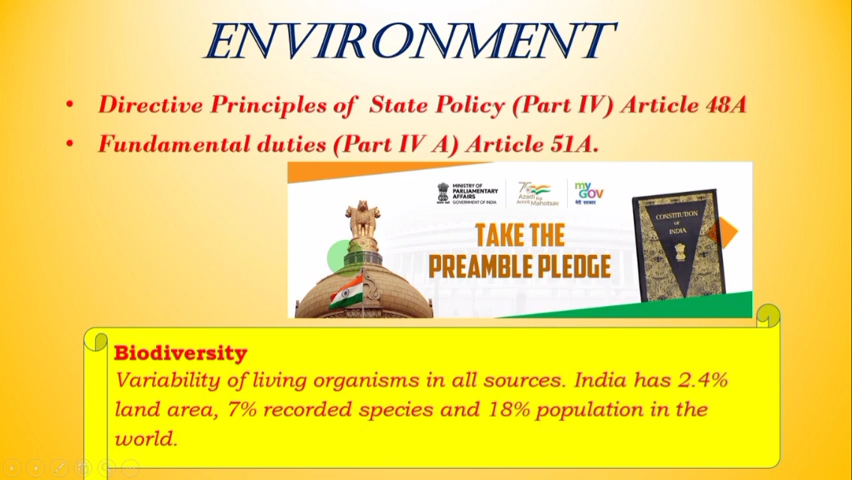 ENVIRONMENT
• Directive Principles of State Policy (Part IV) Article 48A
• Fundamental duties (Part IV A) Article 51A.
MINISTRY OF
PARLIAMENTARY
AFFAIRS
GOVERNMENT OF INDIA
Azadi Ka
Amrit Mahotsav
my
GOV
मेरी सरकार
TAKE THE
PREAMBLE PLEDGE
CONSTITUTION
OF
INDIA
Biodiversity
Variability of living organisms in all sources. India has 2.4%
land area, 7% recorded species and 18% population in the
world.